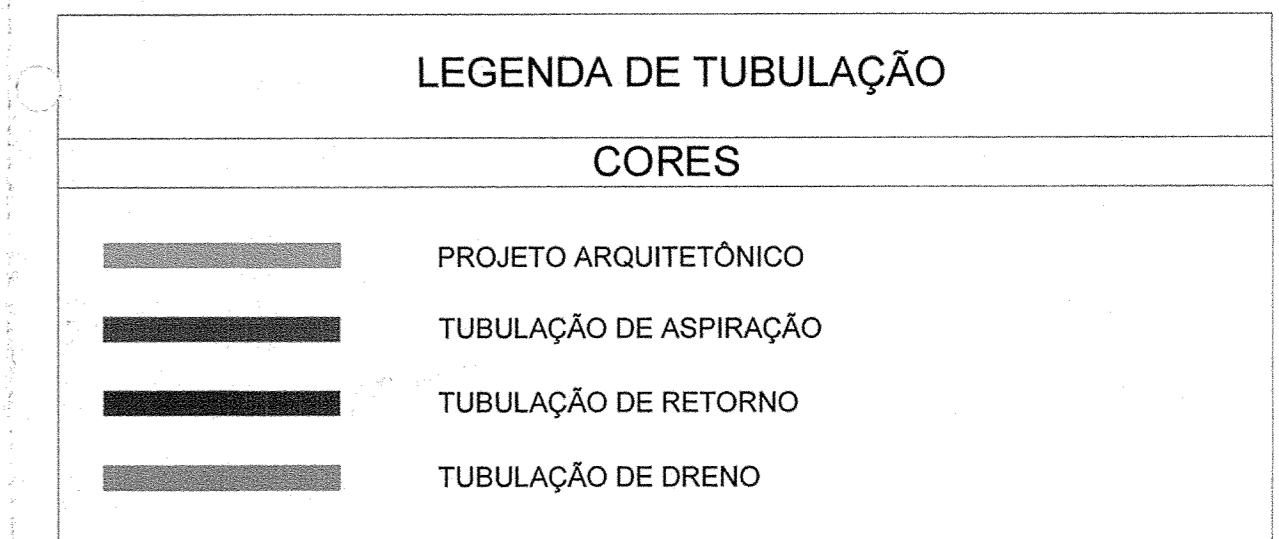 LEGENDA DE TUBULAÇÃO
CORES
PROJETO ARQUITETÔNICO
TUBULAÇÃO DE ASPIRAÇÃO
TUBULAÇÃO DE RETORNO
TUBULAÇÃO DE DRENO